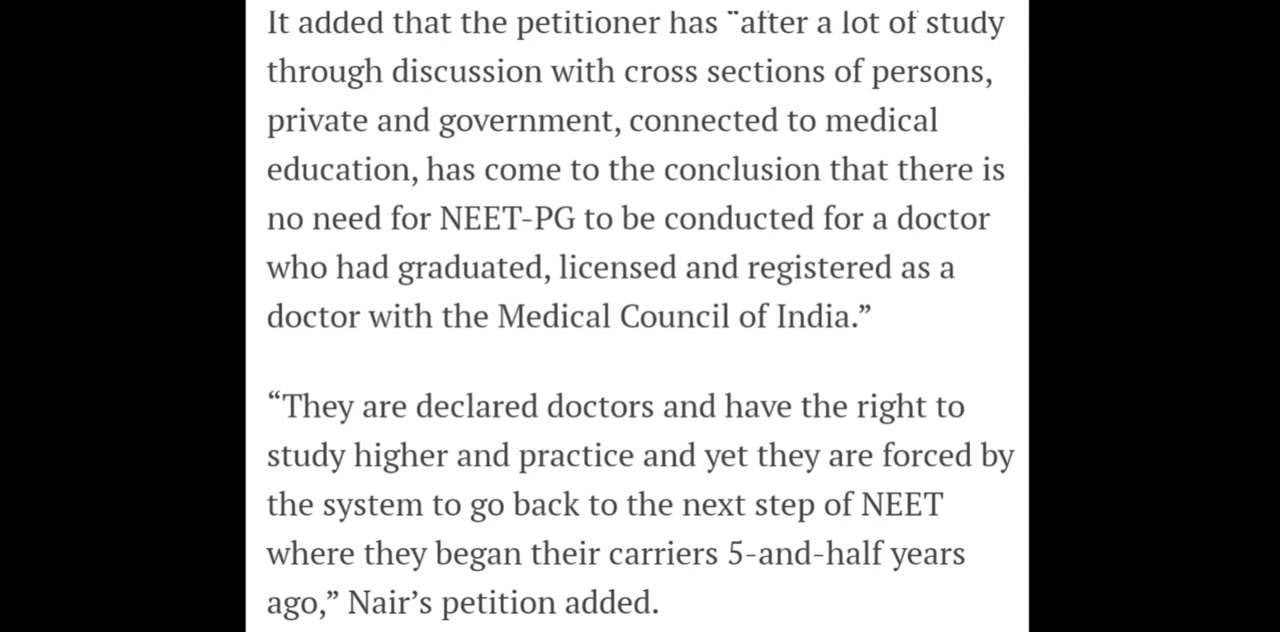 It added that the petitioner has “after a lot of study
through discussion with cross sections of persons,
private and government, connected to medical
education, has come to the conclusion that there is
no need for NEET-PG to be conducted for a doctor
who had graduated, licensed and registered as a
doctor with the Medical Council of India.”
“They are declared doctors and have the right to
study higher and practice and yet they are forced by
the system to go back to the next step of NEET
where they began their carriers 5-and-half years
ago,” Nair’s petition added.